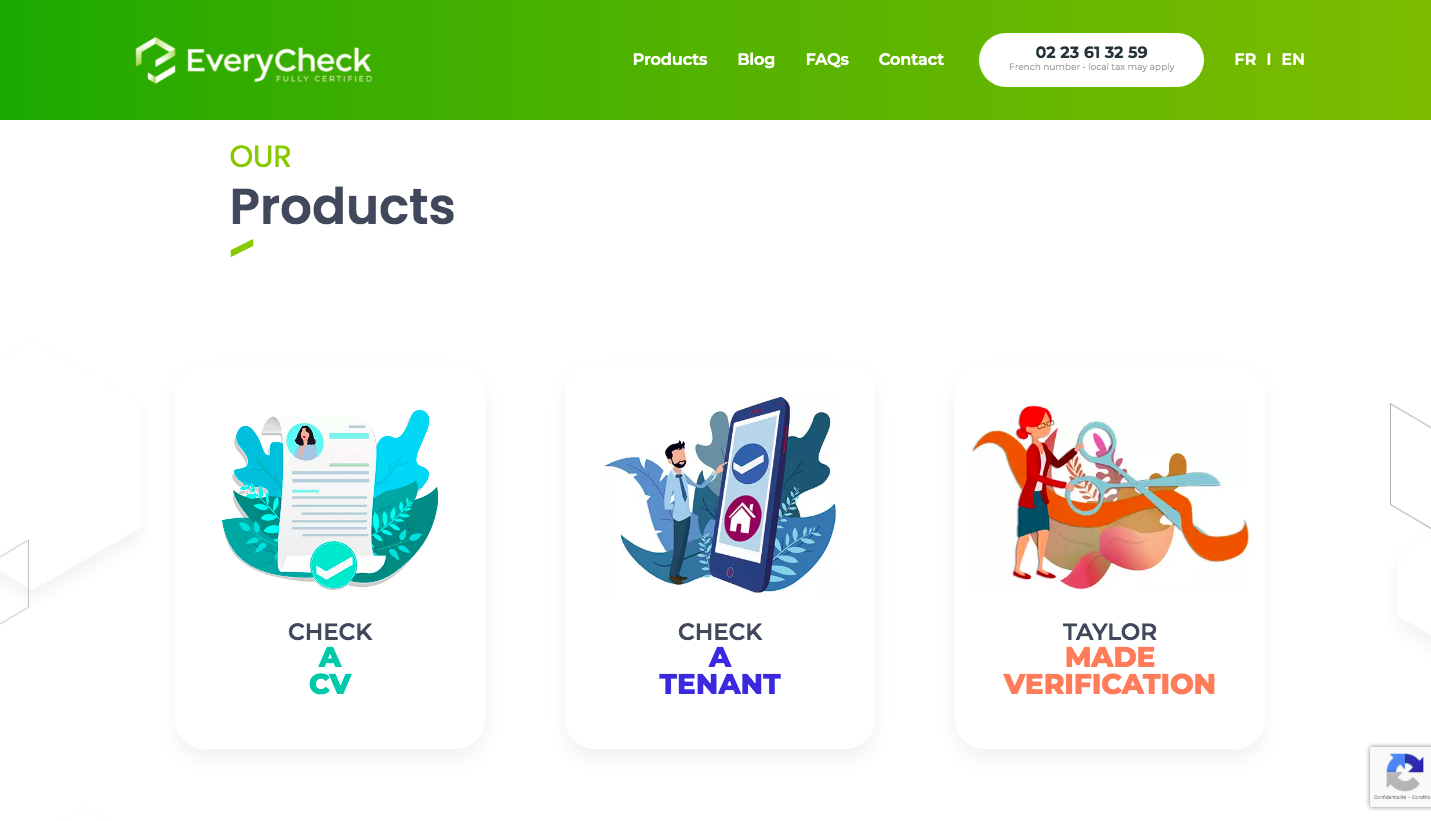 EveryCheck
FULLY CERTIFIED
Products
Blog
FAQs
Contact
02 23 61 32 59
French number - local tax may apply
FR I EN
OUR
Products
CHECK
A
CV
CHECK
A
TENANT
TAYLOR
MADE
VERIFICATION
Confidentialité - Conditio